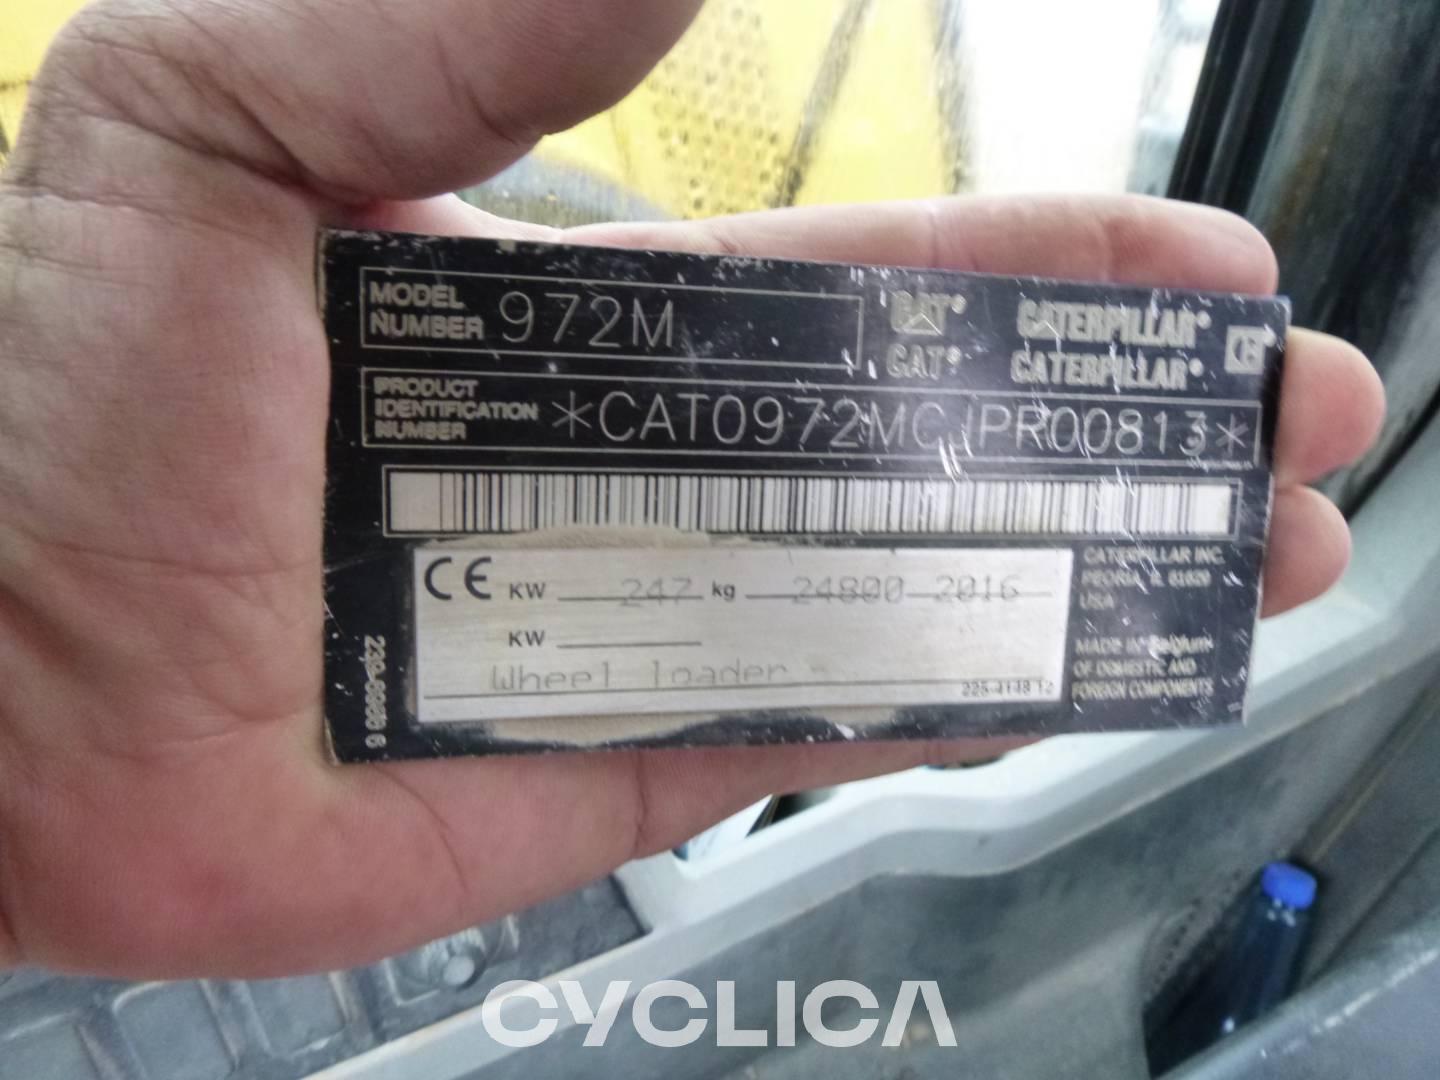 MODEL NUMBER 972M
CAT® CATERPILLAR®
CAT® CATERPILLAR®
PRODUCT IDENTIFICATION NUMBER *CAT0972MCJPR00813*
CE KW 247 kg 24800 2016
KW
Wheel loader
225-4148 12
CATERPILLAR INC.
PEORIA, IL 61629
USA
MADE IN Belgium
OF DOMESTIC AND
FOREIGN COMPONENTS
CYCLICA